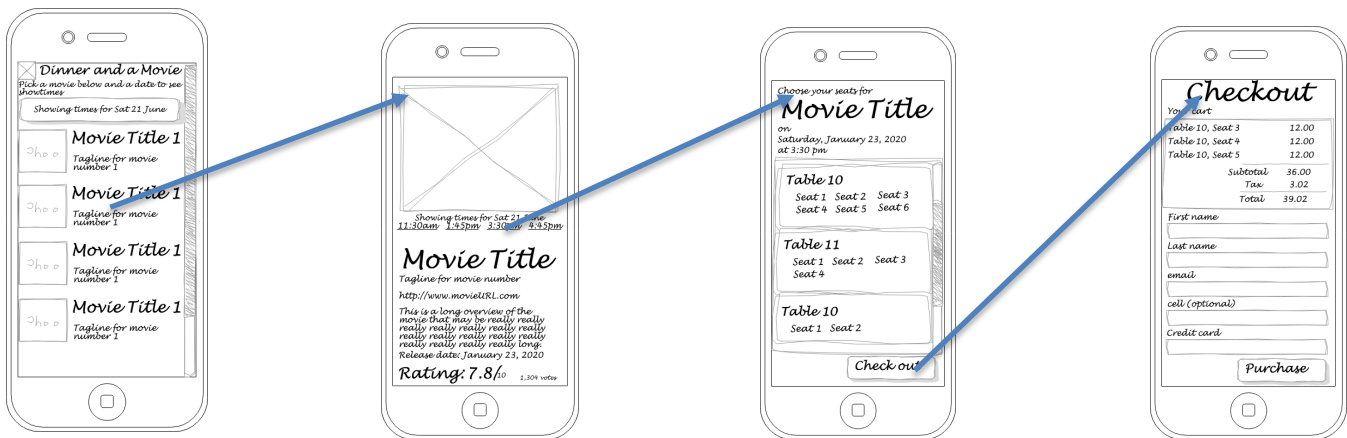 Dinner and a Movie
Pick a movie below and a date to see
showtimes
Showing times for Sat 21 June
Movie Title 1
Tagline for movie
number 1
Movie Title 1
Tagline for movie
number 1
Movie Title 1
Tagline for movie
number 1
Movie Title 1
Tagline for movie
number 1
Showing times for Sat 21 June
11:30am 1:45pm 3:30pm 4:45pm
Movie Title
Tagline for movie number
http://www.movieURL.com
This is a long overview of the
movie that may be really really
really really really really really
really really really really really
really really really really long.
Release date: January 23, 2020
Rating: 7.8/10 1,304 votes
Choose your seats for
Movie Title
on
Saturday, January 23, 2020
at 3:30 pm
Table 10
Seat 1 Seat 2 Seat 3
Seat 4 Seat 5 Seat 6
Table 11
Seat 1 Seat 2 Seat 3
Seat 4
Table 10
Seat 1 Seat 2
Check out
Checkout
Your cart
Table 10, Seat 3 12.00
Table 10, Seat 4 12.00
Table 10, Seat 5 12.00
Subtotal 36.00
Tax 3.02
Total 39.02
First name
Last name
email
cell (optional)
Credit card
Purchase